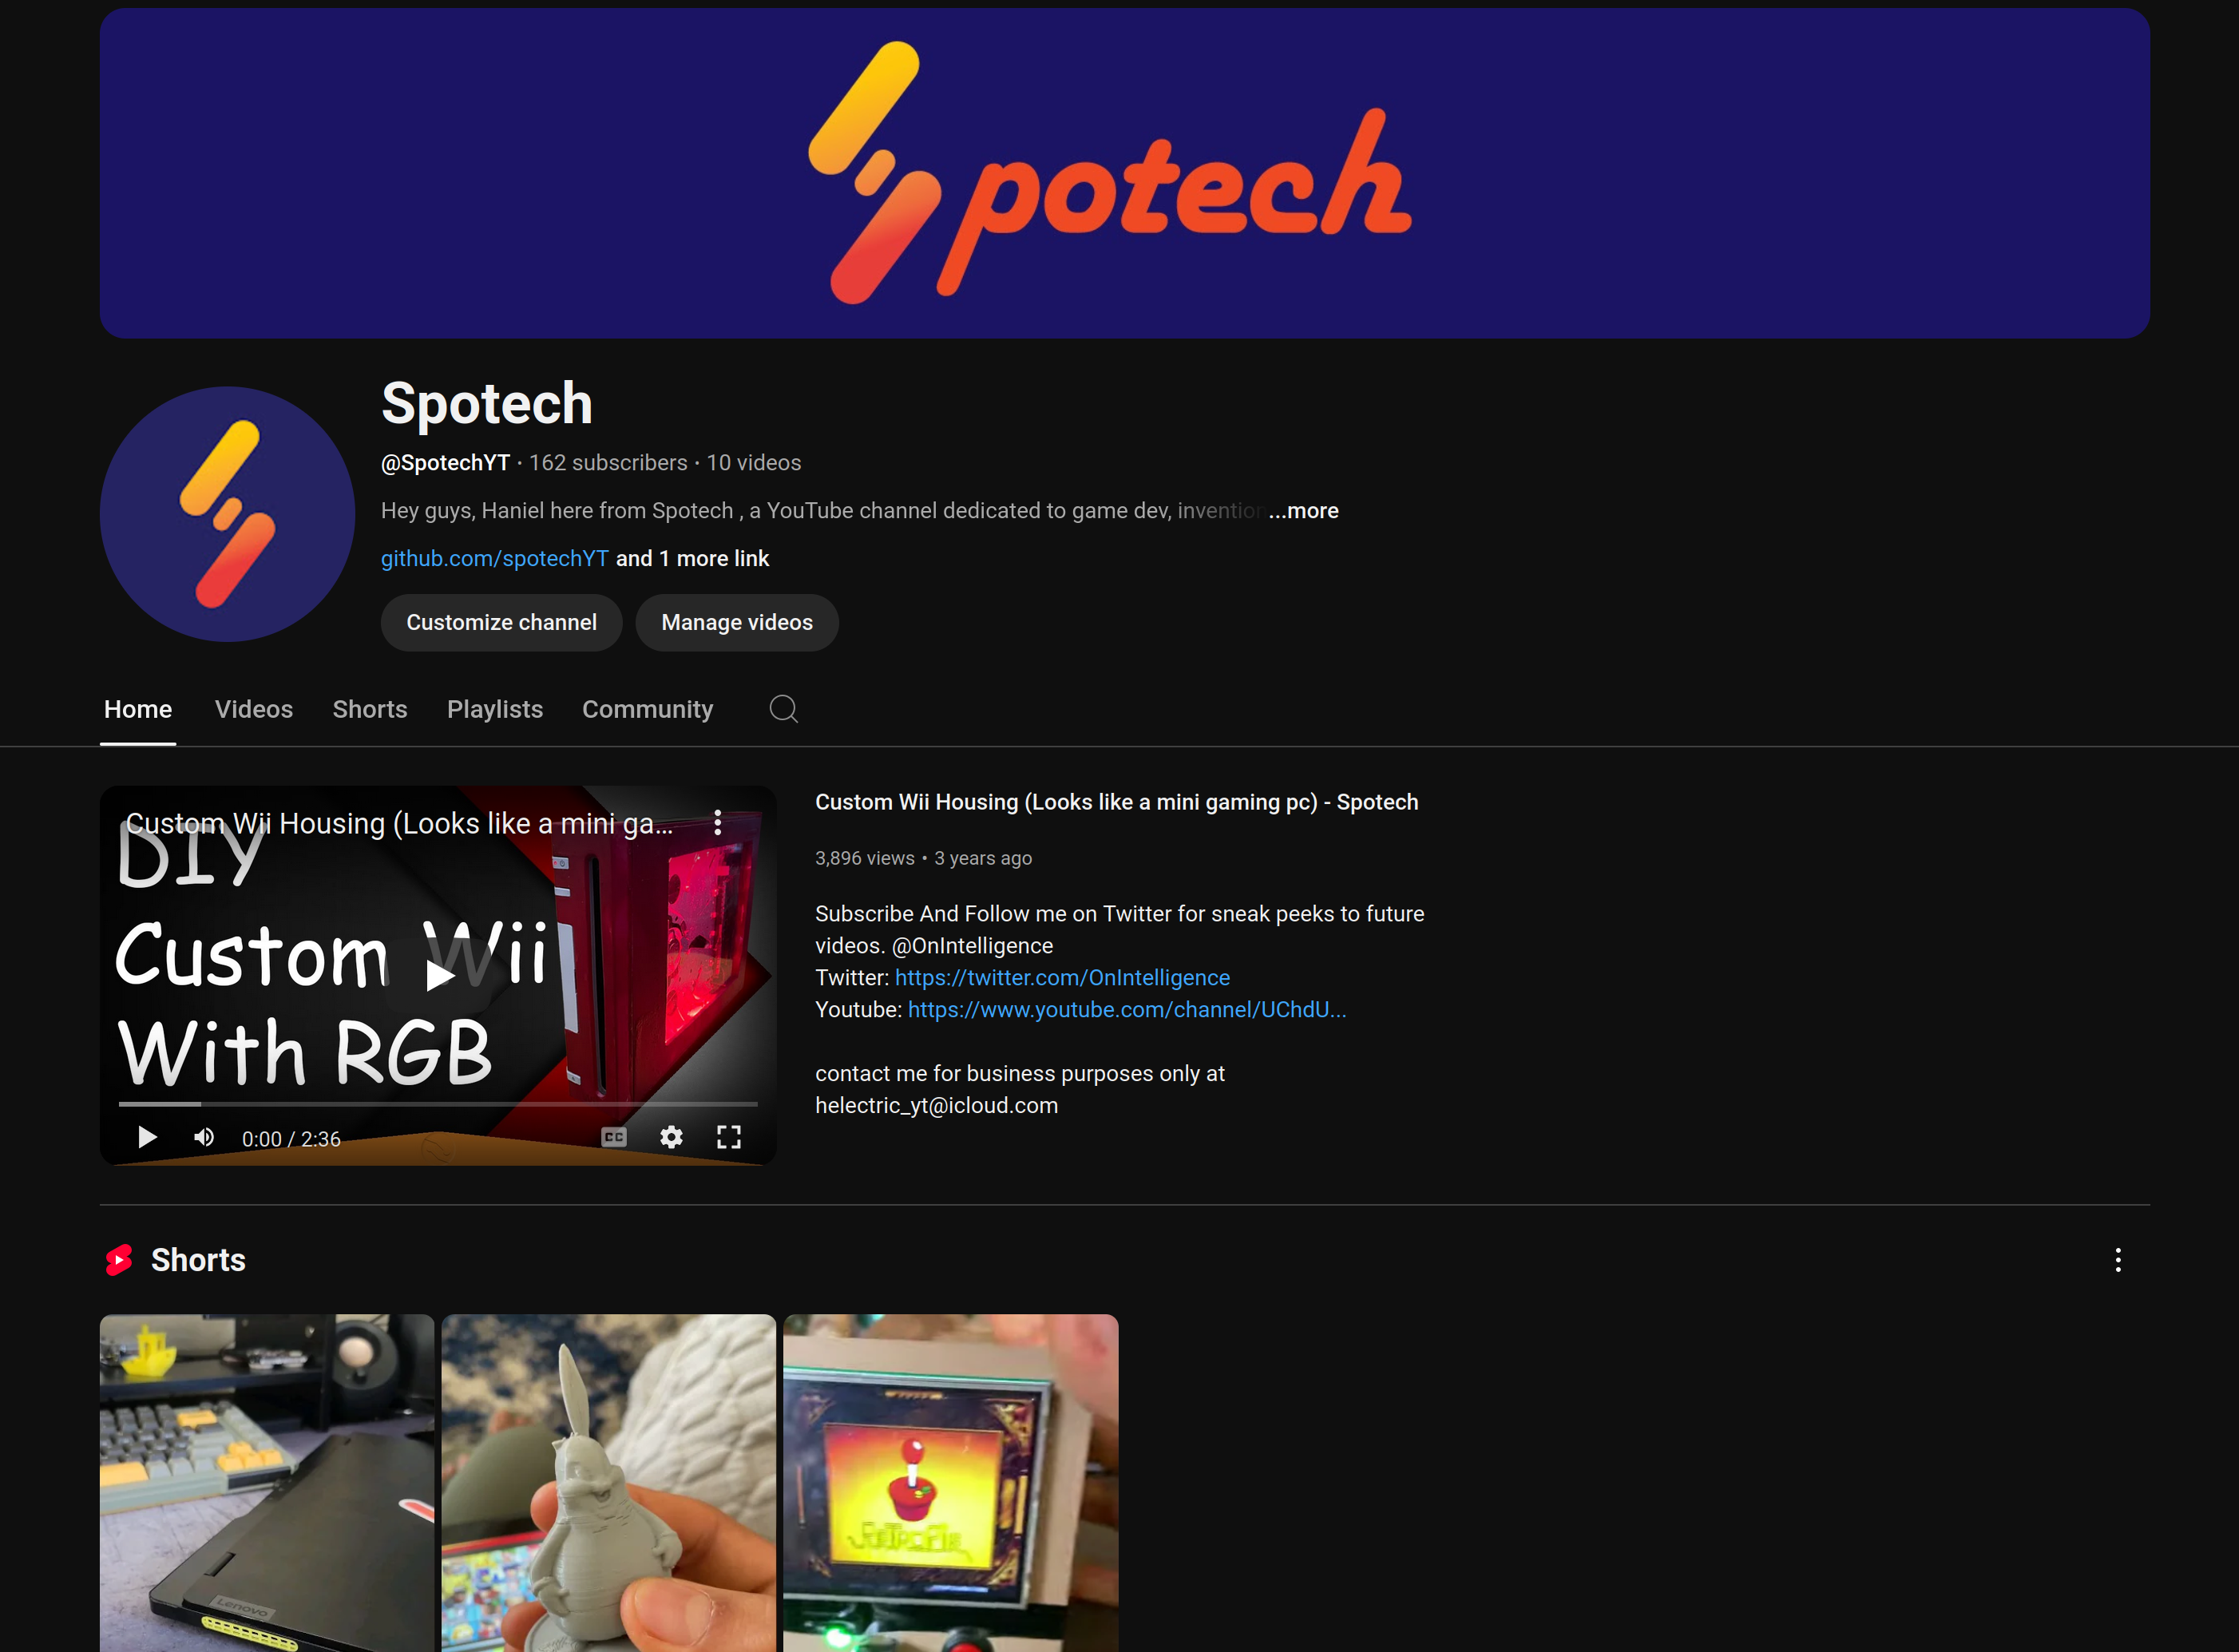 potech
Spotech
@SpotechYT • 162 subscribers • 10 videos
Hey guys, Haniel here from Spotech , a YouTube channel dedicated to game dev, invention ...more
github.com/spotechYT and 1 more link
Customize channel Manage videos
Home Videos Shorts Playlists Community
Custom Wii Housing (Looks like a mini ga...
DIY
Custom Wii
With RGB
0:00 / 2:36
CC
Custom Wii Housing (Looks like a mini gaming pc) - Spotech
3,896 views • 3 years ago
Subscribe And Follow me on Twitter for sneak peeks to future
videos. @OnIntelligence
Twitter: https://twitter.com/OnIntelligence
Youtube: https://www.youtube.com/channel/UChdU...
contact me for business purposes only at
helectric_yt@icloud.com
Shorts
Lenovo